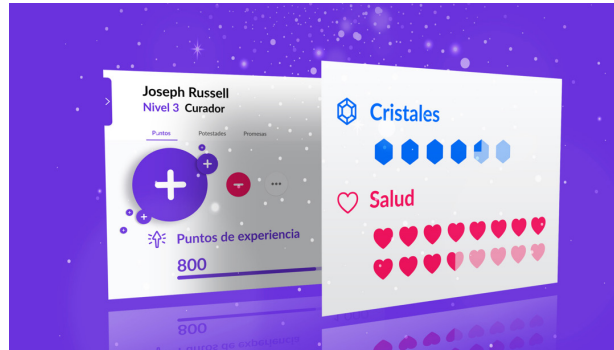 Joseph Russell
Nivel 3 Curador
Puntos Potestades Promesas
Puntos de experiencia
800
Cristales
Salud